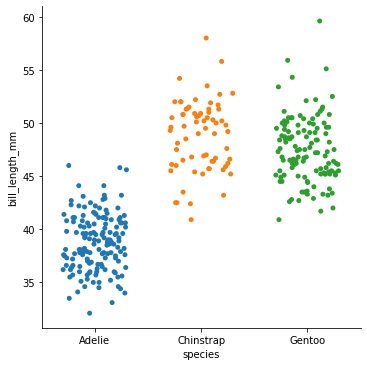 60
55
50
45
40
35
bill_length_mm
Adelie
Chinstrap
Gentoo
species